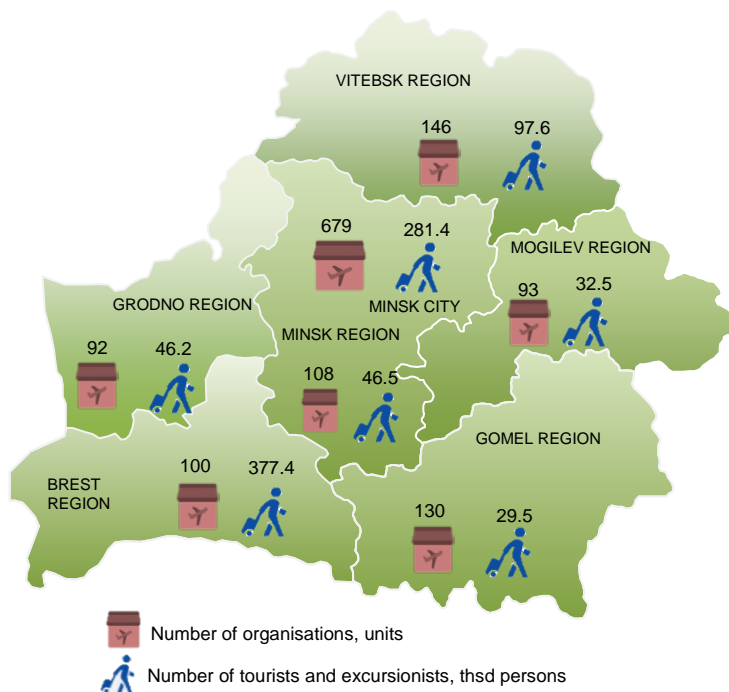 VITEBSK REGION
146
97.6
679
281.4
MINSK CITY
MOGILEV REGION
93
32.5
GRODNO REGION
92
46.2
MINSK REGION
108
46.5
GOMEL REGION
130
29.5
BREST
REGION
100
377.4
Number of organisations, units
Number of tourists and excursionists, thsd persons